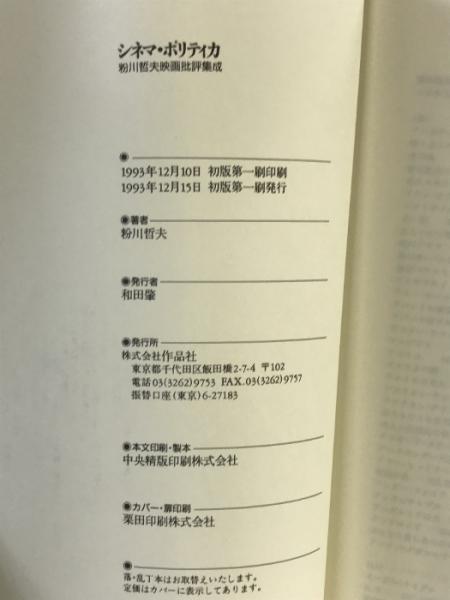 シネマ・ポリティカ
粉川哲夫映画批評集成
●
1993年12月10日 初版第一刷印刷
1993年12月15日 初版第一刷発行
●著者
粉川哲夫
●発行者
和田肇
●発行所
株式会社作品社
東京都千代田区飯田橋2-7-4 〒102
電話03(3262)9753 FAX.03(3262)9757
振替口座(東京)6-27183
●本文印刷・製本
中央精版印刷株式会社
●カバー・扉印刷
栗田印刷株式会社
●
落・乱丁本はお取替えいたします。
定価はカバーに表示してあります。